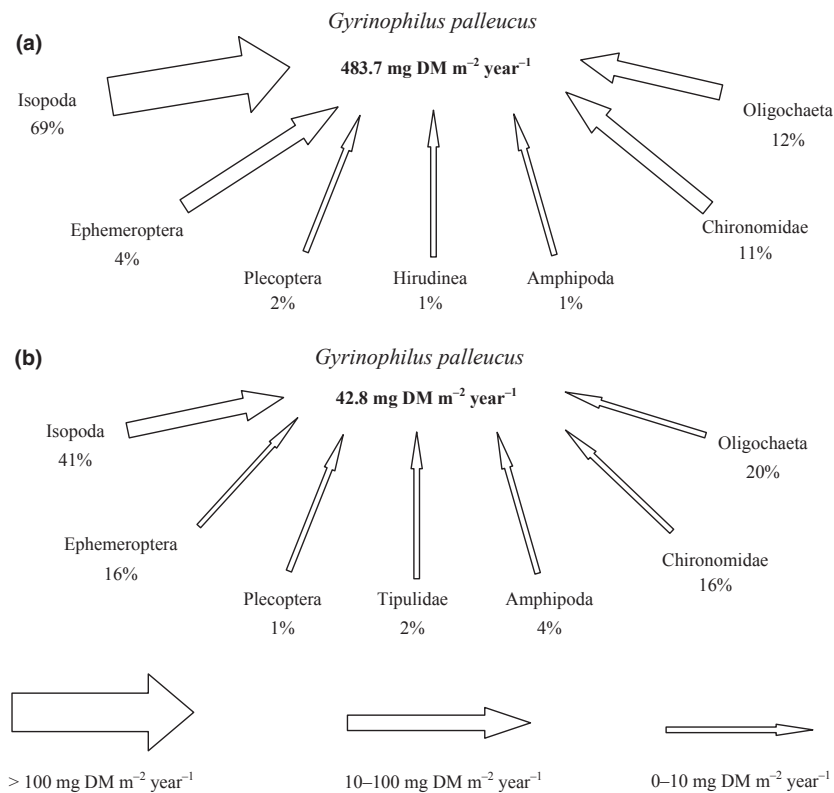 (a)
Gyrinophilus palleucus
483.7 mg DM m⁻² year⁻¹
Isopoda
69%
Ephemeroptera
4%
Plecoptera
2%
Hirudinea
1%
Amphipoda
1%
Chironomidae
11%
Oligochaeta
12%
(b)
Gyrinophilus palleucus
42.8 mg DM m⁻² year⁻¹
Isopoda
41%
Ephemeroptera
16%
Plecoptera
1%
Tipulidae
2%
Amphipoda
4%
Chironomidae
16%
Oligochaeta
20%
> 100 mg DM m⁻² year⁻¹
10–100 mg DM m⁻² year⁻¹
0–10 mg DM m⁻² year⁻¹